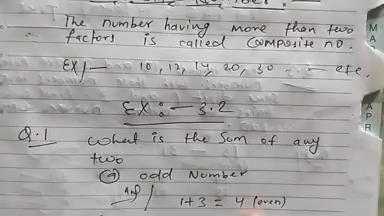 The number having more than two
factors is called composite no.
EX/— 10, 12, 14, 20, 30 - - - etc.
EX:— 3.2
Q.1 What is the Sum of any
two
(a) odd Number
1+3 = 4 (even)
M
A
A
P
R